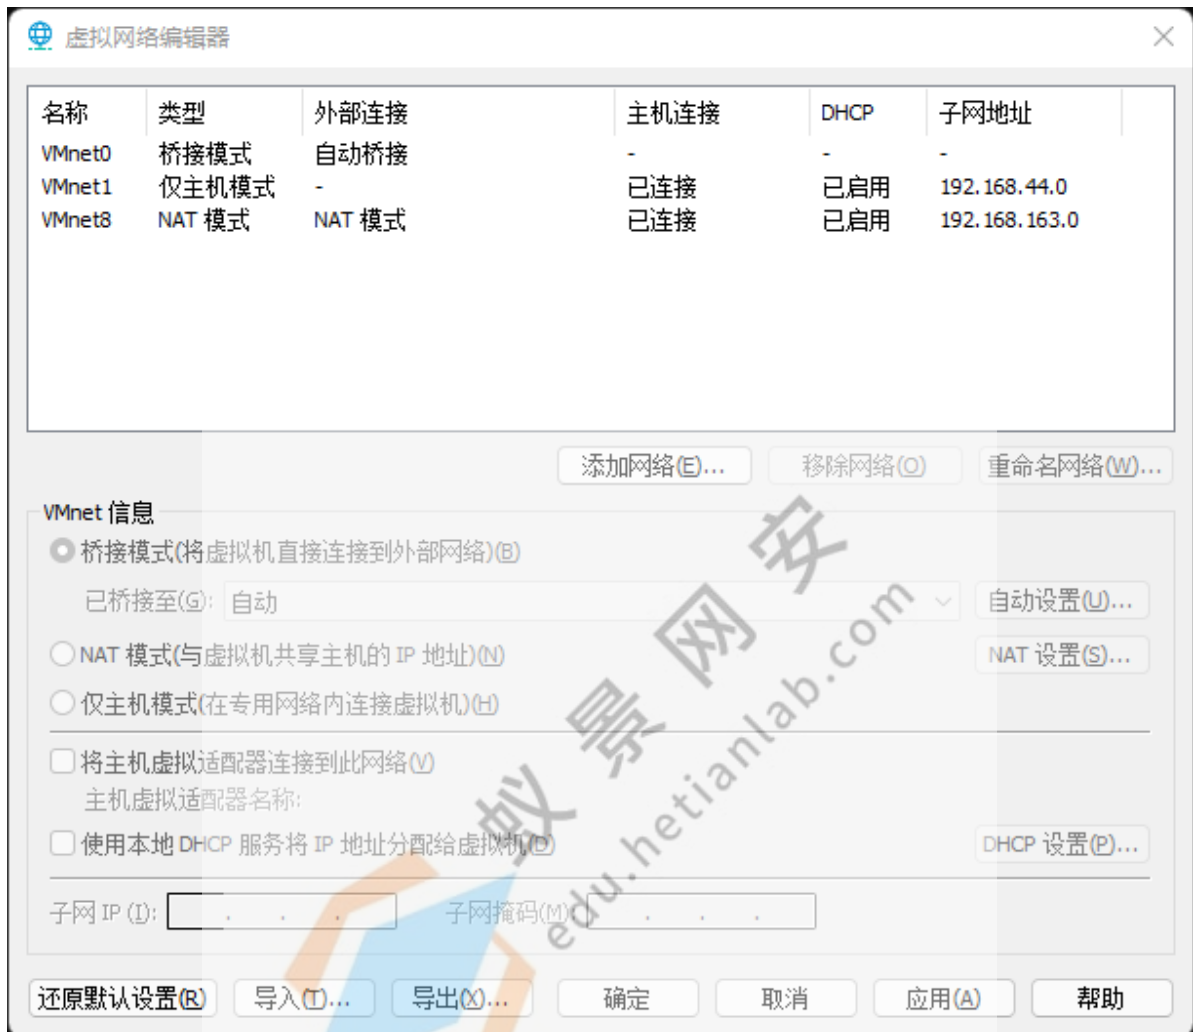 虚拟网络编辑器
名称 类型 外部连接 主机连接 DHCP 子网地址
VMnet0 桥接模式 自动桥接 - - -
VMnet1 仅主机模式 - 已连接 已启用 192.168.44.0
VMnet8 NAT 模式 NAT 模式 已连接 已启用 192.168.163.0
添加网络(E)... 移除网络(O) 重命名网络(W)...
VMnet 信息
桥接模式(将虚拟机直接连接到外部网络)(B)
已桥接至(G): 自动 自动设置(U)...
NAT 模式(与虚拟机共享主机的 IP 地址)(N) NAT 设置(S)...
仅主机模式(在专用网络内连接虚拟机)(H)
将主机虚拟适配器连接到此网络(V)
主机虚拟适配器名称:
使用本地 DHCP 服务将 IP 地址分配给虚拟机(D) DHCP 设置(P)...
子网 IP (I): . . . 子网掩码(M): . . .
还原默认设置(R) 导入(T)... 导出(X)... 确定 取消 应用(A) 帮助
蚁景网安
edu.hetianlab.com